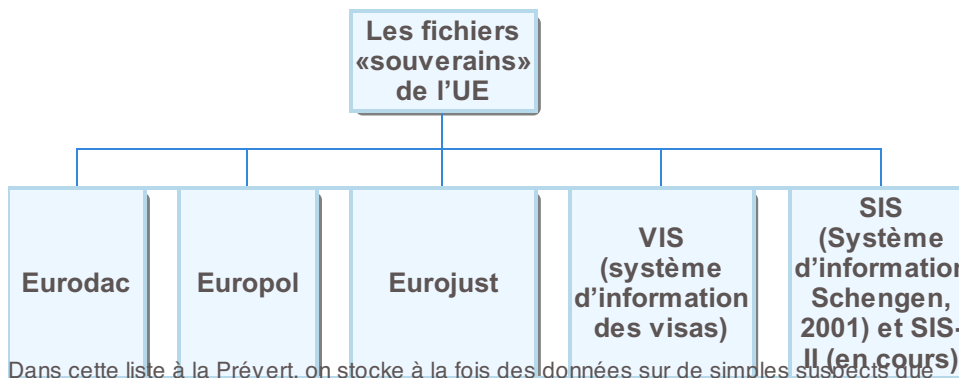 Les fichiers
«souverains»
de l’UE
Eurodac
Europol
Eurojust
VIS
(système
d’information
des visas)
SIS
(Système
d’information
Schengen,
2001) et SIS-
II (en cours)
Dans cette liste à la Prévert, on stocke à la fois des données sur de simples suspects que